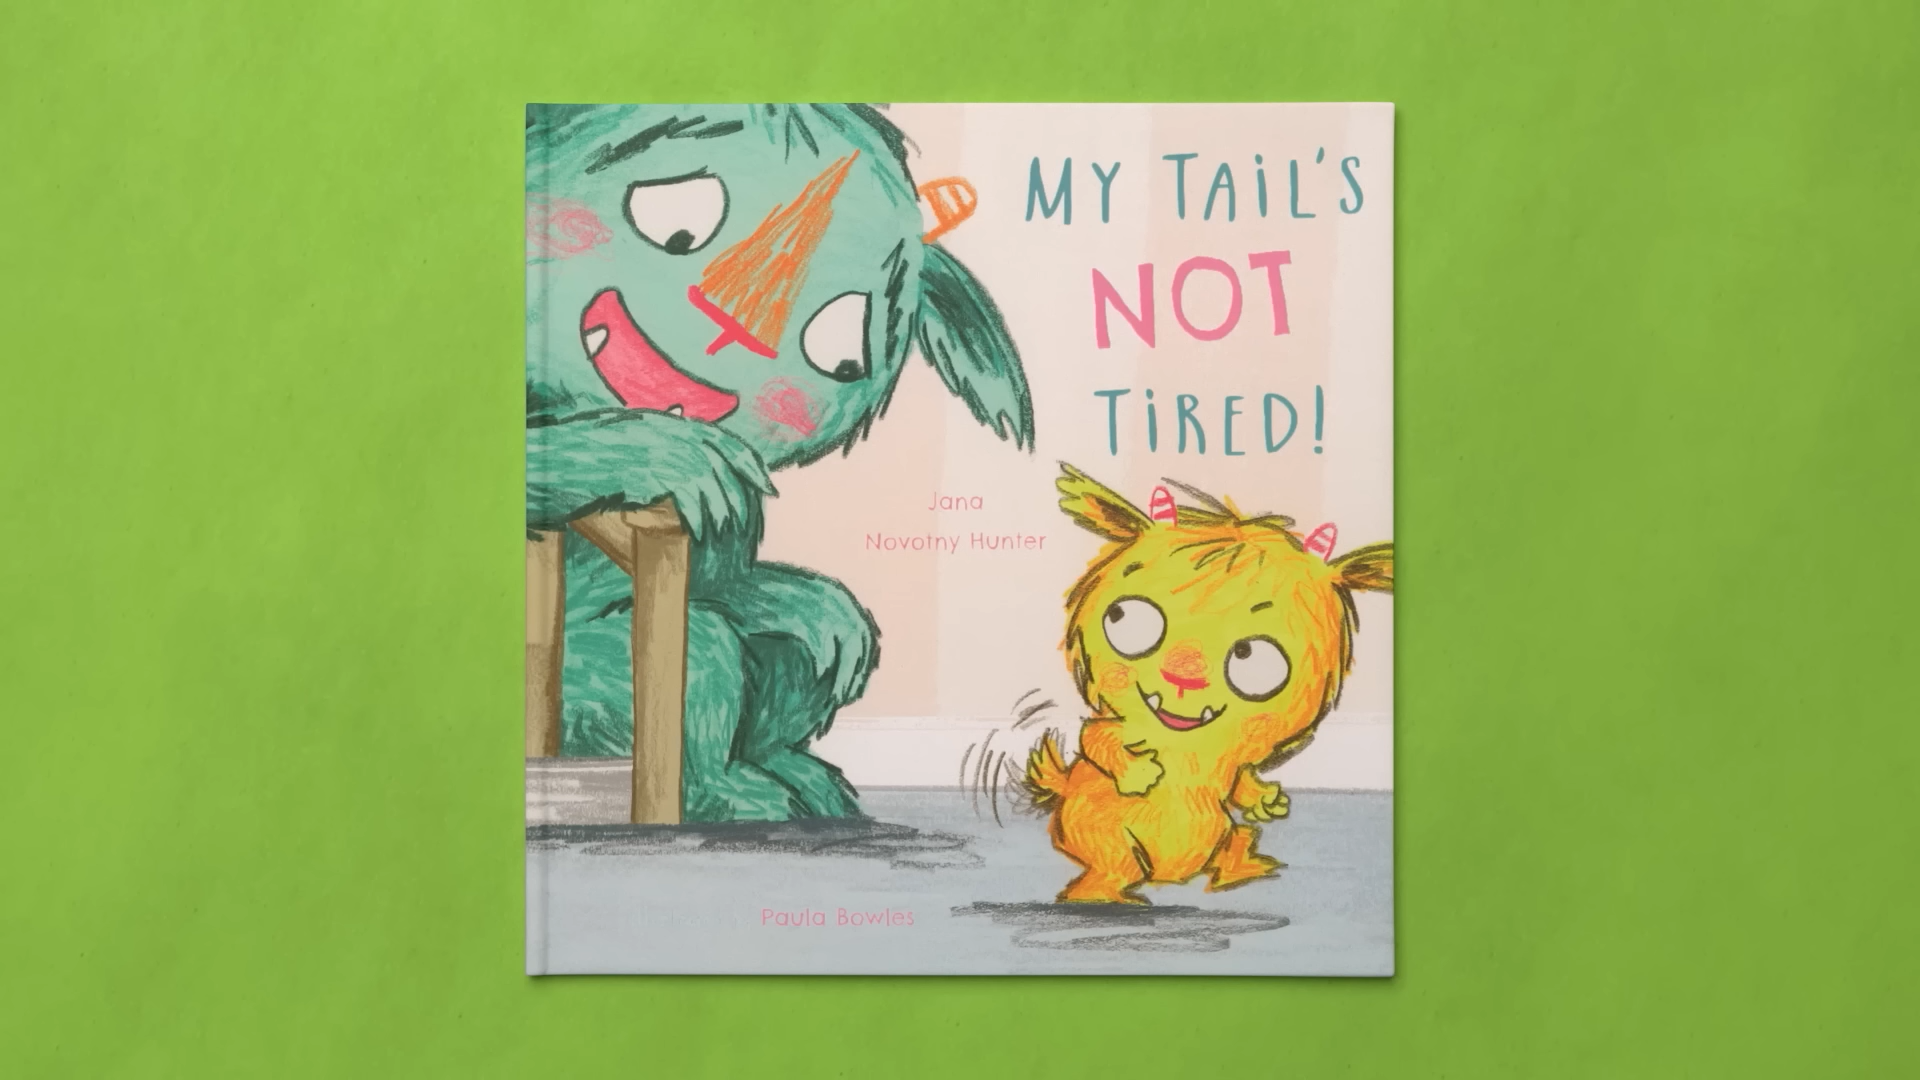 MY TAiL'S
NOT
TiRED!
Jana
Novotny Hunter
Paula Bowles